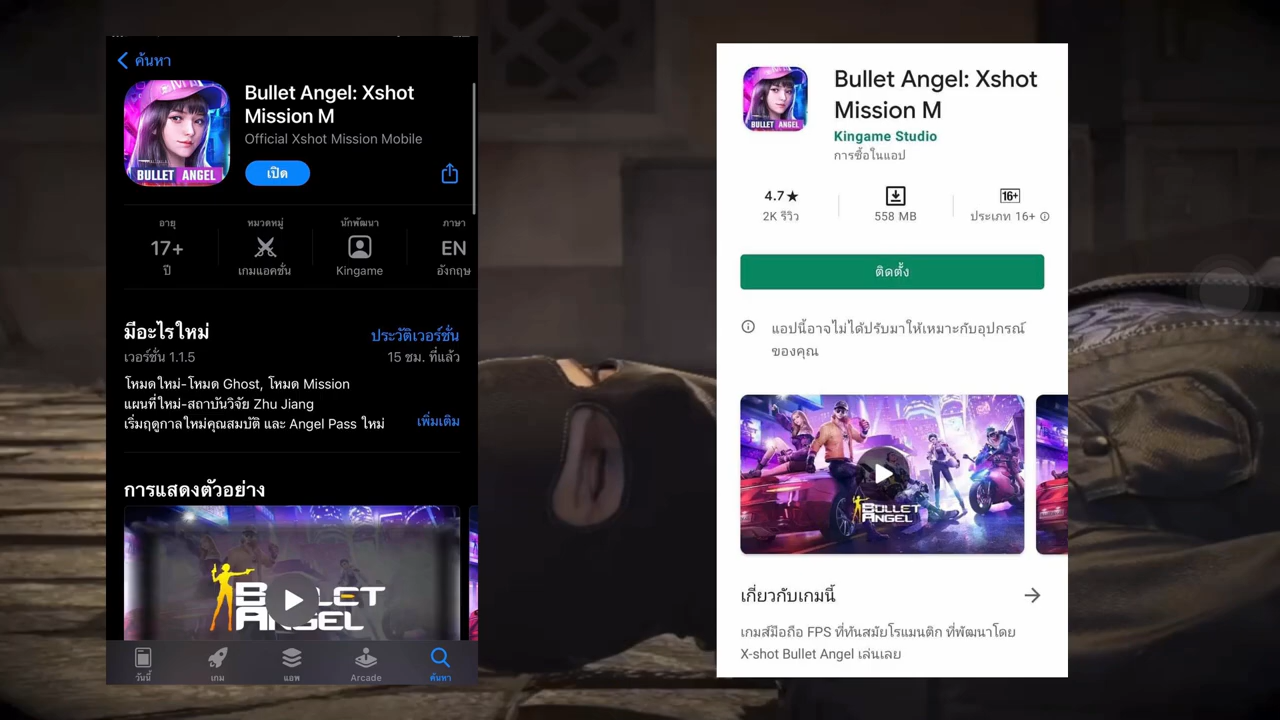 ค้นหา
BULLET ANGEL
Bullet Angel: Xshot
Mission M
Official Xshot Mission Mobile
เปิด
อายุ
17+
ปี
หมวดหมู่
เกมแอคชั่น
นักพัฒนา
Kingame
ภาษา
EN
อังกฤษ
มีอะไรใหม่
ประวัติเวอร์ชั่น
เวอร์ชั่น 1.1.5
15 ชม. ที่แล้ว
โหมดใหม่-โหมด Ghost, โหมด Mission
แผนที่ใหม่-สถาบันวิจัย Zhu Jiang
เริ่มฤดูกาลใหม่คุณสมบัติ และ Angel Pass ใหม่
เพิ่มเติม
การแสดงตัวอย่าง
BULLET
ANGEL
วันนี้
เกม
แอพ
Arcade
ค้นหา
BULLET ANGEL
Bullet Angel: Xshot
Mission M
Kingame Studio
การซื้อในแอป
4.7★
2K รีวิว
558 MB
16+
ประเภท 16+
ติดตั้ง
แอปนี้อาจไม่ได้ปรับมาให้เหมาะกับอุปกรณ์
ของคุณ
BULLET
ANGEL
เกี่ยวกับเกมนี้
เกมส์มือถือ FPS ที่ทันสมัยโรแมนติก ที่พัฒนาโดย
X-shot Bullet Angel เล่นเลย